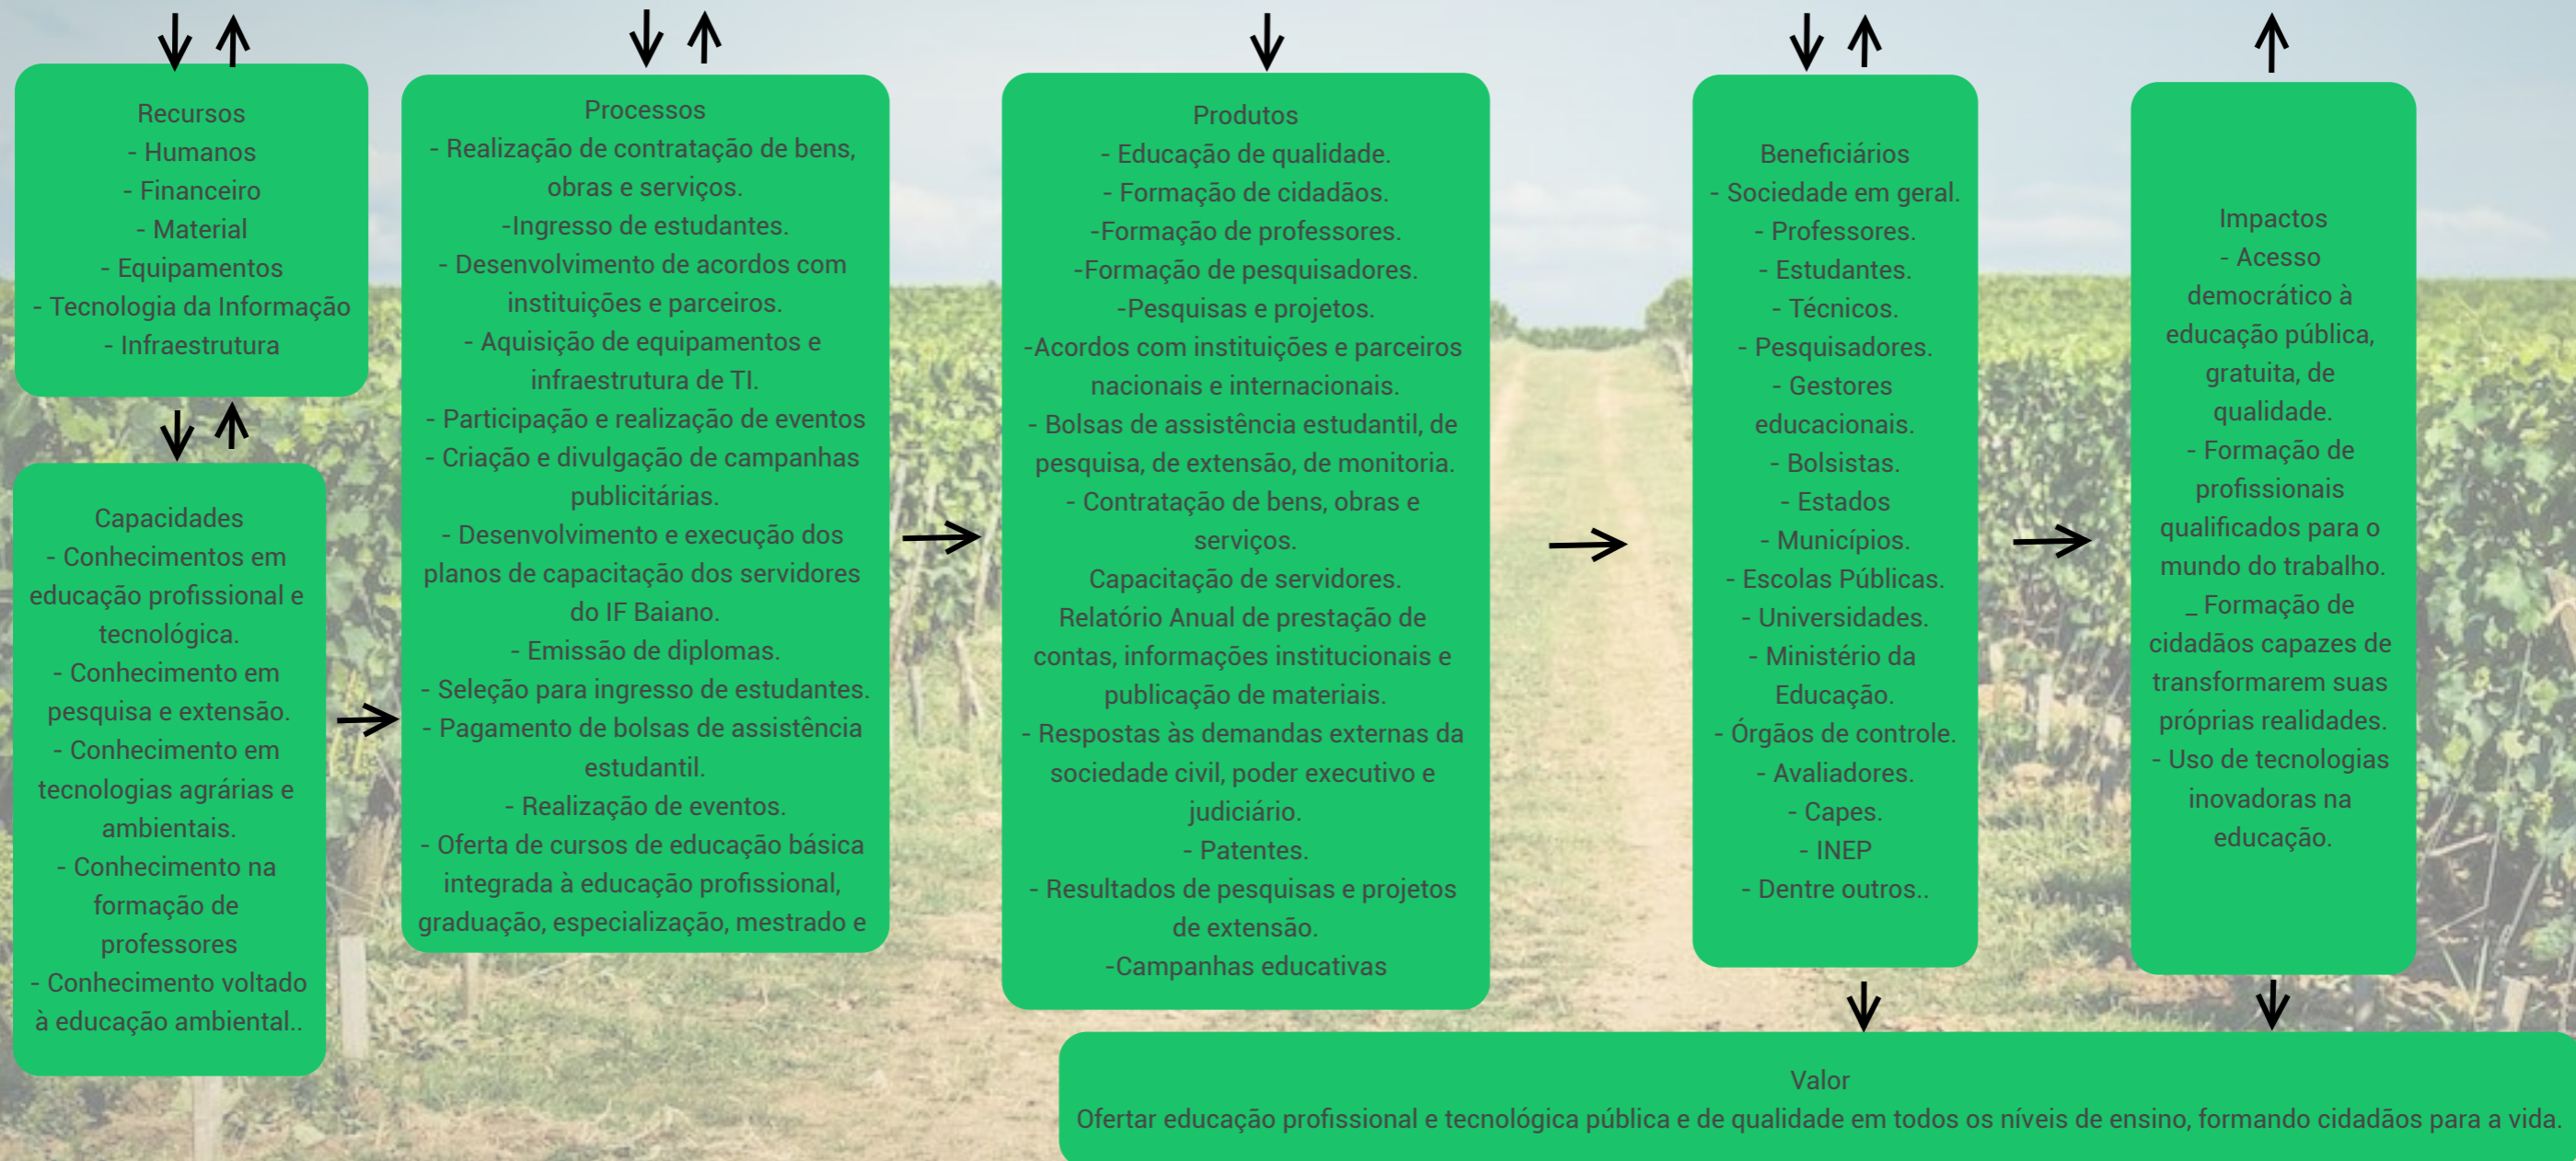 Recursos
- Humanos
- Financeiro
- Material
- Equipamentos
- Tecnologia da Informação
- Infraestrutura
Capacidades
- Conhecimentos em
educação profissional e
tecnológica.
- Conhecimento em
pesquisa e extensão.
- Conhecimento em
tecnologias agrárias e
ambientais.
- Conhecimento na
formação de
professores
- Conhecimento voltado
à educação ambiental..
Processos
- Realização de contratação de bens,
obras e serviços.
-Ingresso de estudantes.
- Desenvolvimento de acordos com
instituições e parceiros.
- Aquisição de equipamentos e
infraestrutura de TI.
- Participação e realização de eventos
- Criação e divulgação de campanhas
publicitárias.
- Desenvolvimento e execução dos
planos de capacitação dos servidores
do IF Baiano.
- Emissão de diplomas.
- Seleção para ingresso de estudantes.
- Pagamento de bolsas de assistência
estudantil.
- Realização de eventos.
- Oferta de cursos de educação básica
integrada à educação profissional,
graduação, especialização, mestrado e
Produtos
- Educação de qualidade.
- Formação de cidadãos.
-Formação de professores.
-Formação de pesquisadores.
-Pesquisas e projetos.
-Acordos com instituições e parceiros
nacionais e internacionais.
- Bolsas de assistência estudantil, de
pesquisa, de extensão, de monitoria.
- Contratação de bens, obras e
serviços.
Capacitação de servidores.
Relatório Anual de prestação de
contas, informações institucionais e
publicação de materiais.
- Respostas às demandas externas da
sociedade civil, poder executivo e
judiciário.
- Patentes.
- Resultados de pesquisas e projetos
de extensão.
-Campanhas educativas
Beneficiários
- Sociedade em geral.
- Professores.
- Estudantes.
- Técnicos.
- Pesquisadores.
- Gestores
educacionais.
- Bolsistas.
- Estados
- Municípios.
- Escolas Públicas.
- Universidades.
- Ministério da
Educação.
- Órgãos de controle.
- Avaliadores.
- Capes.
- INEP
- Dentre outros..
Impactos
- Acesso
democrático à
educação pública,
gratuita, de
qualidade.
- Formação de
profissionais
qualificados para o
mundo do trabalho.
_ Formação de
cidadãos capazes de
transformarem suas
próprias realidades.
- Uso de tecnologias
inovadoras na
educação.
Valor
Ofertar educação profissional e tecnológica pública e de qualidade em todos os níveis de ensino, formando cidadãos para a vida.